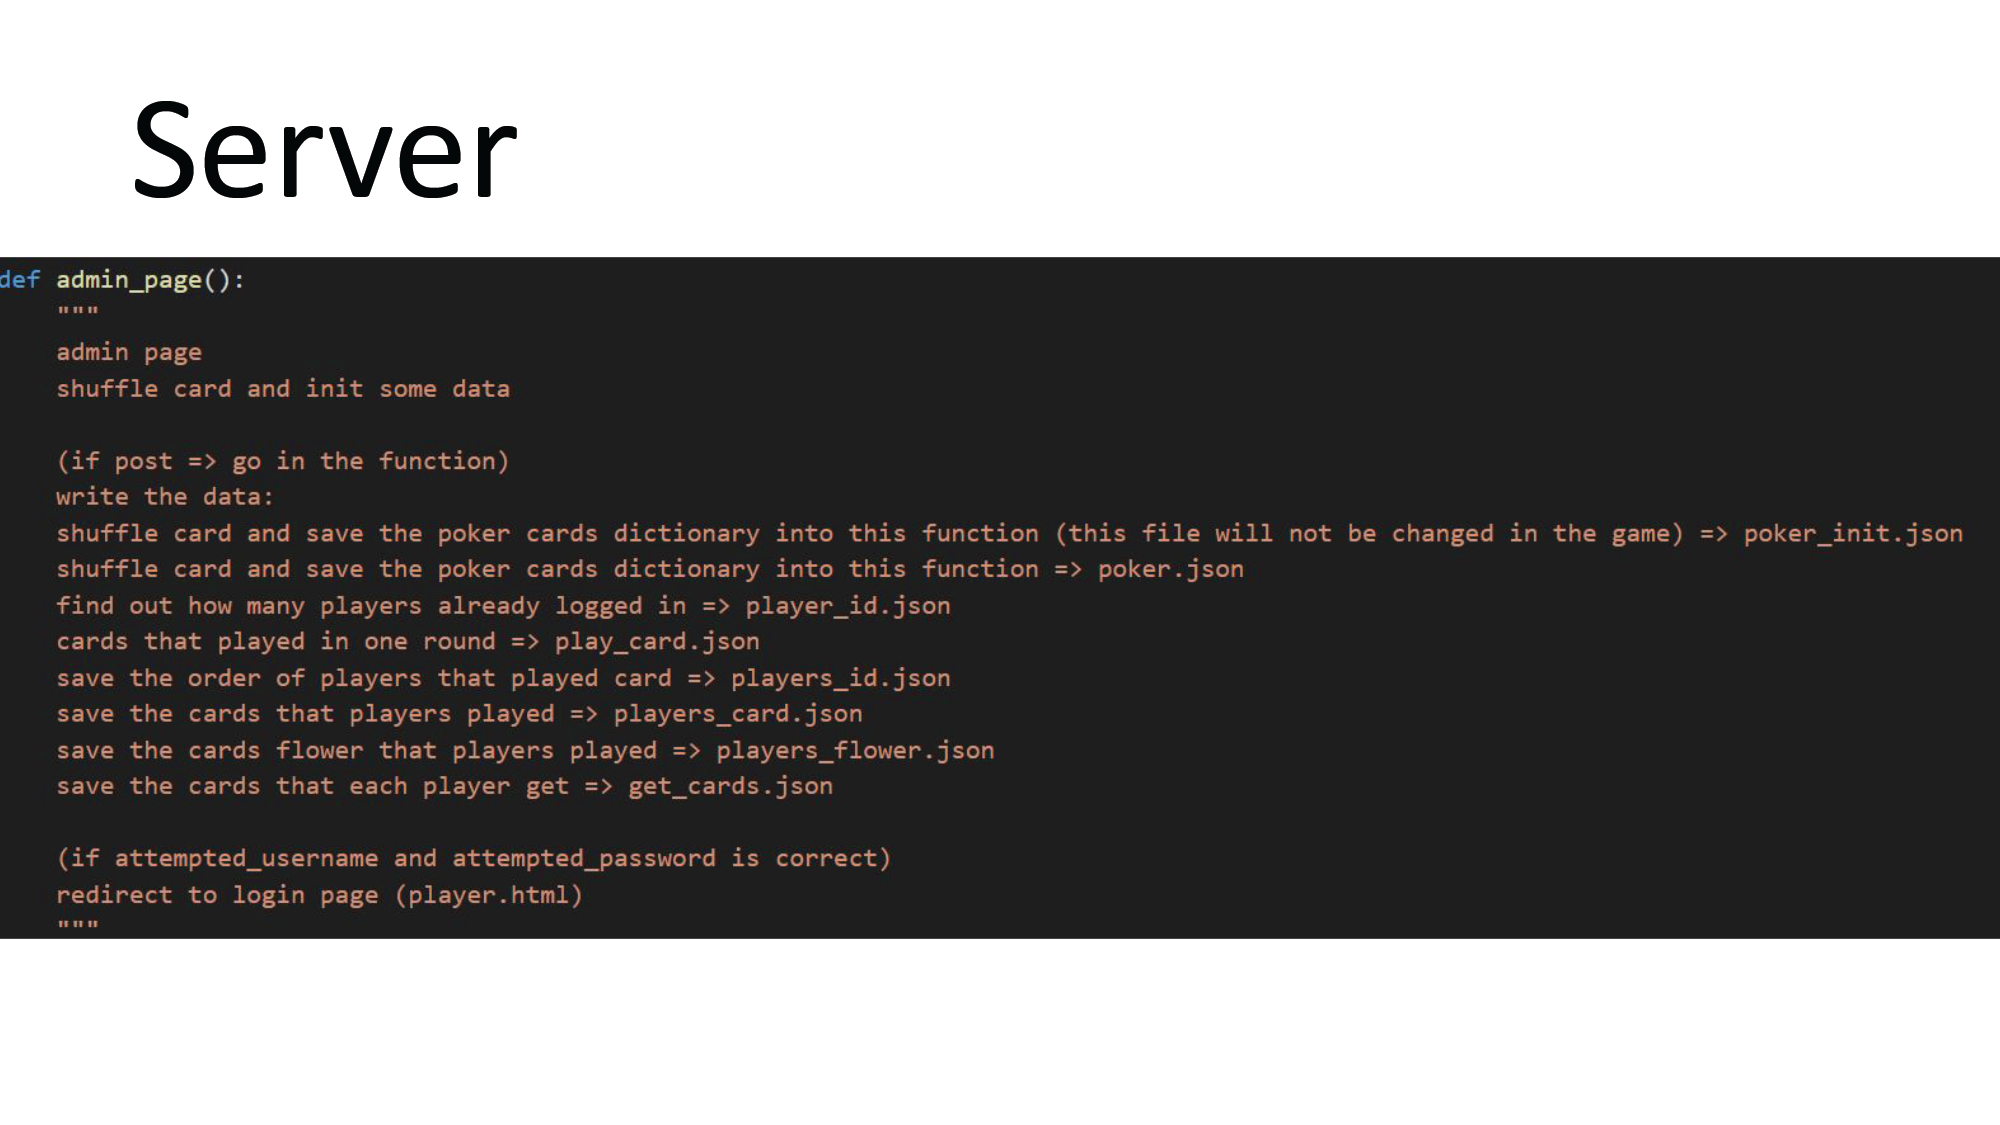 Server
def admin_page():
"""
admin page
shuffle card and init some data
(if post => go in the function)
write the data:
shuffle card and save the poker cards dictionary into this function (this file will not be changed in the game) => poker_init.json
shuffle card and save the poker cards dictionary into this function => poker.json
find out how many players already logged in => player_id.json
cards that played in one round => play_card.json
save the order of players that played card => players_id.json
save the cards that players played => players_card.json
save the cards flower that players played => players_flower.json
save the cards that each player get => get_cards.json
(if attempted_username and attempted_password is correct)
redirect to login page (player.html)
"""